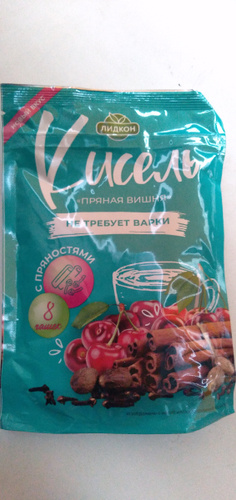 ЛИДКОН
Кисель
«ПРЯНАЯ ВИШНЯ»
НЕ ТРЕБУЕТ ВАРКИ
С ПРЯНОСТЯМИ
8